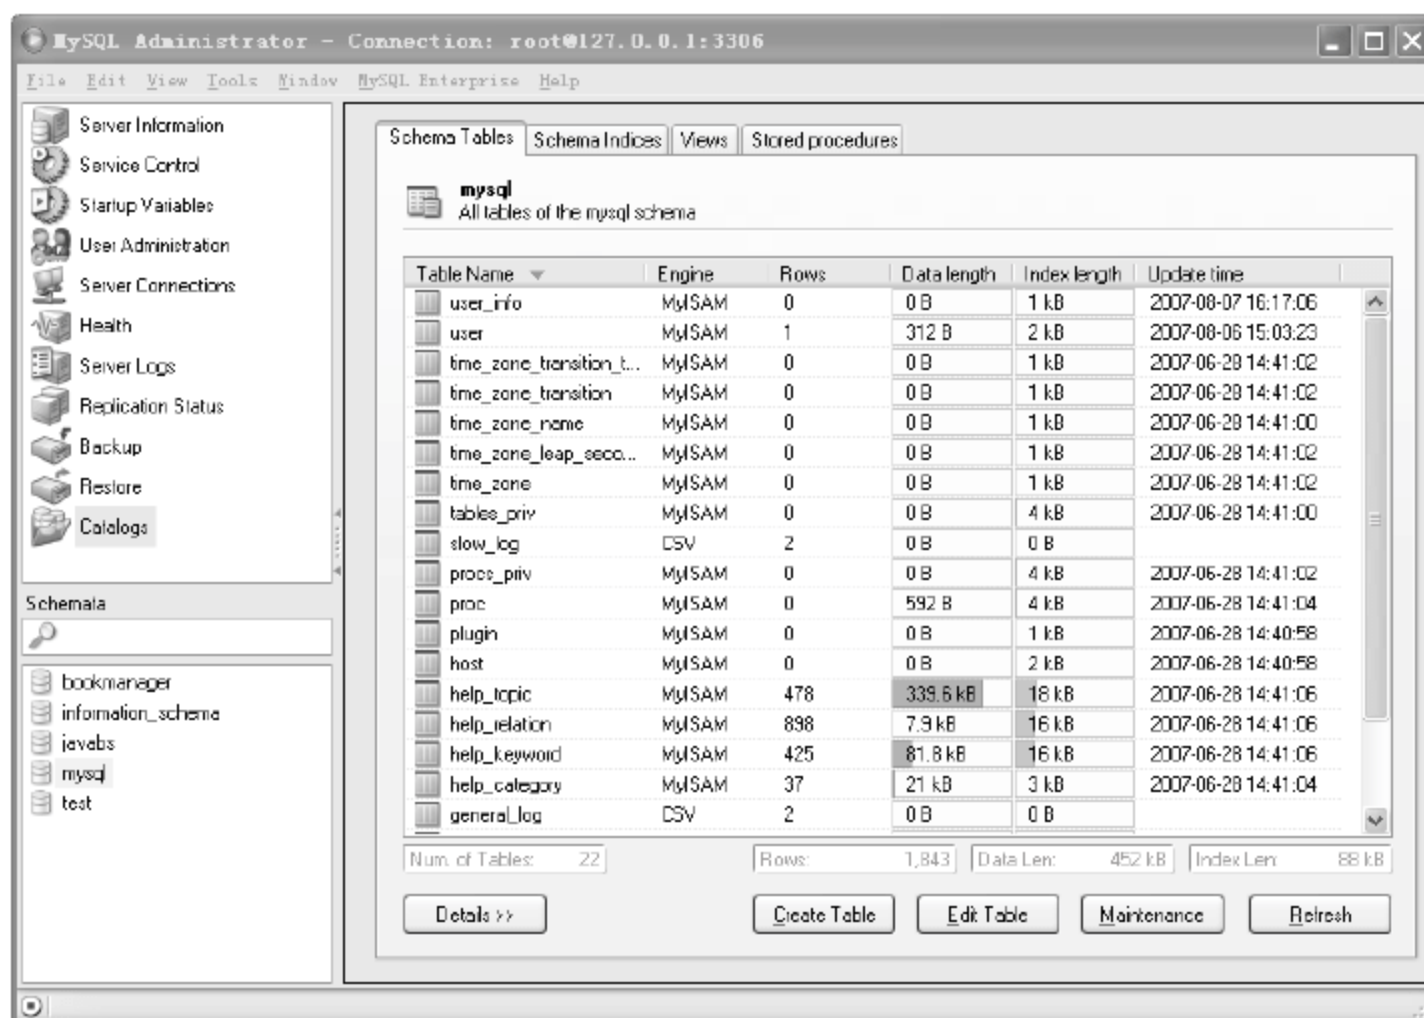 MySQL Administrator - Connection: root@127.0.0.1:3306
File Edit View Tools Window MySQL Enterprise Help
Server Information
Service Control
Startup Variables
User Administration
Server Connections
Health
Server Logs
Replication Status
Backup
Restore
Catalogs
Schemata
bookmanager
information_schema
javabs
mysql
test
Schema Tables Schema Indices Views Stored procedures
mysql
All tables of the mysql schema
Table Name Engine Rows Data length Index length Update time
user_info MyISAM 0 0 B 1 kB 2007-08-07 16:17:06
user MyISAM 1 312 B 2 kB 2007-08-06 15:03:23
time_zone_transition_t... MyISAM 0 0 B 1 kB 2007-06-28 14:41:02
time_zone_transition MyISAM 0 0 B 1 kB 2007-06-28 14:41:02
time_zone_name MyISAM 0 0 B 1 kB 2007-06-28 14:41:00
time_zone_leap_seco... MyISAM 0 0 B 1 kB 2007-06-28 14:41:02
time_zone MyISAM 0 0 B 1 kB 2007-06-28 14:41:02
tables_priv MyISAM 0 0 B 4 kB 2007-06-28 14:41:00
slow_log CSV 2 0 B 0 B
procs_priv MyISAM 0 0 B 4 kB 2007-06-28 14:41:02
proc MyISAM 0 592 B 4 kB 2007-06-28 14:41:04
plugin MyISAM 0 0 B 1 kB 2007-06-28 14:40:58
host MyISAM 0 0 B 2 kB 2007-06-28 14:40:58
help_topic MyISAM 478 339.6 kB 18 kB 2007-06-28 14:41:06
help_relation MyISAM 898 7.9 kB 16 kB 2007-06-28 14:41:06
help_keyword MyISAM 425 81.8 kB 16 kB 2007-06-28 14:41:06
help_category MyISAM 37 21 kB 3 kB 2007-06-28 14:41:04
general_log CSV 2 0 B 0 B
Num. of Tables: 22 Rows: 1,843 Data Len: 452 kB Index Len: 88 kB
Details >> Create Table Edit Table Maintenance Refresh